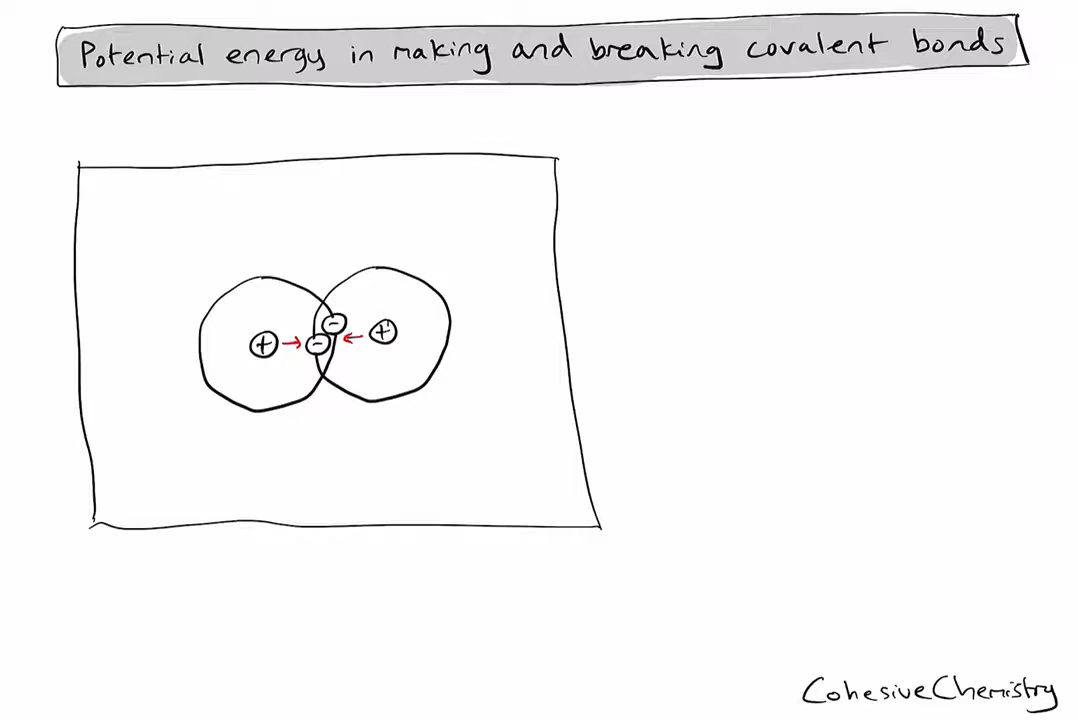 Potential energy in making and breaking covalent bonds
+ - - +
CohesiveChemistry